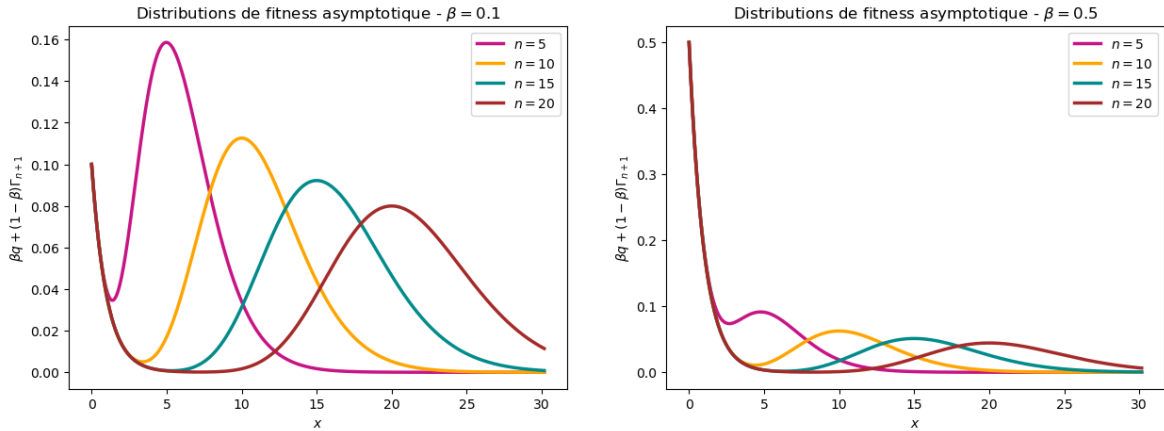 Distributions de fitness asymptotique - β = 0.1
βq + (1 − β)Γₙ₊₁
0.16
0.14
0.12
0.10
0.08
0.06
0.04
0.02
0.00
n = 5
n = 10
n = 15
n = 20
0 5 10 15 20 25 30
x
Distributions de fitness asymptotique - β = 0.5
βq + (1 − β)Γₙ₊₁
0.5
0.4
0.3
0.2
0.1
0.0
n = 5
n = 10
n = 15
n = 20
0 5 10 15 20 25 30
x